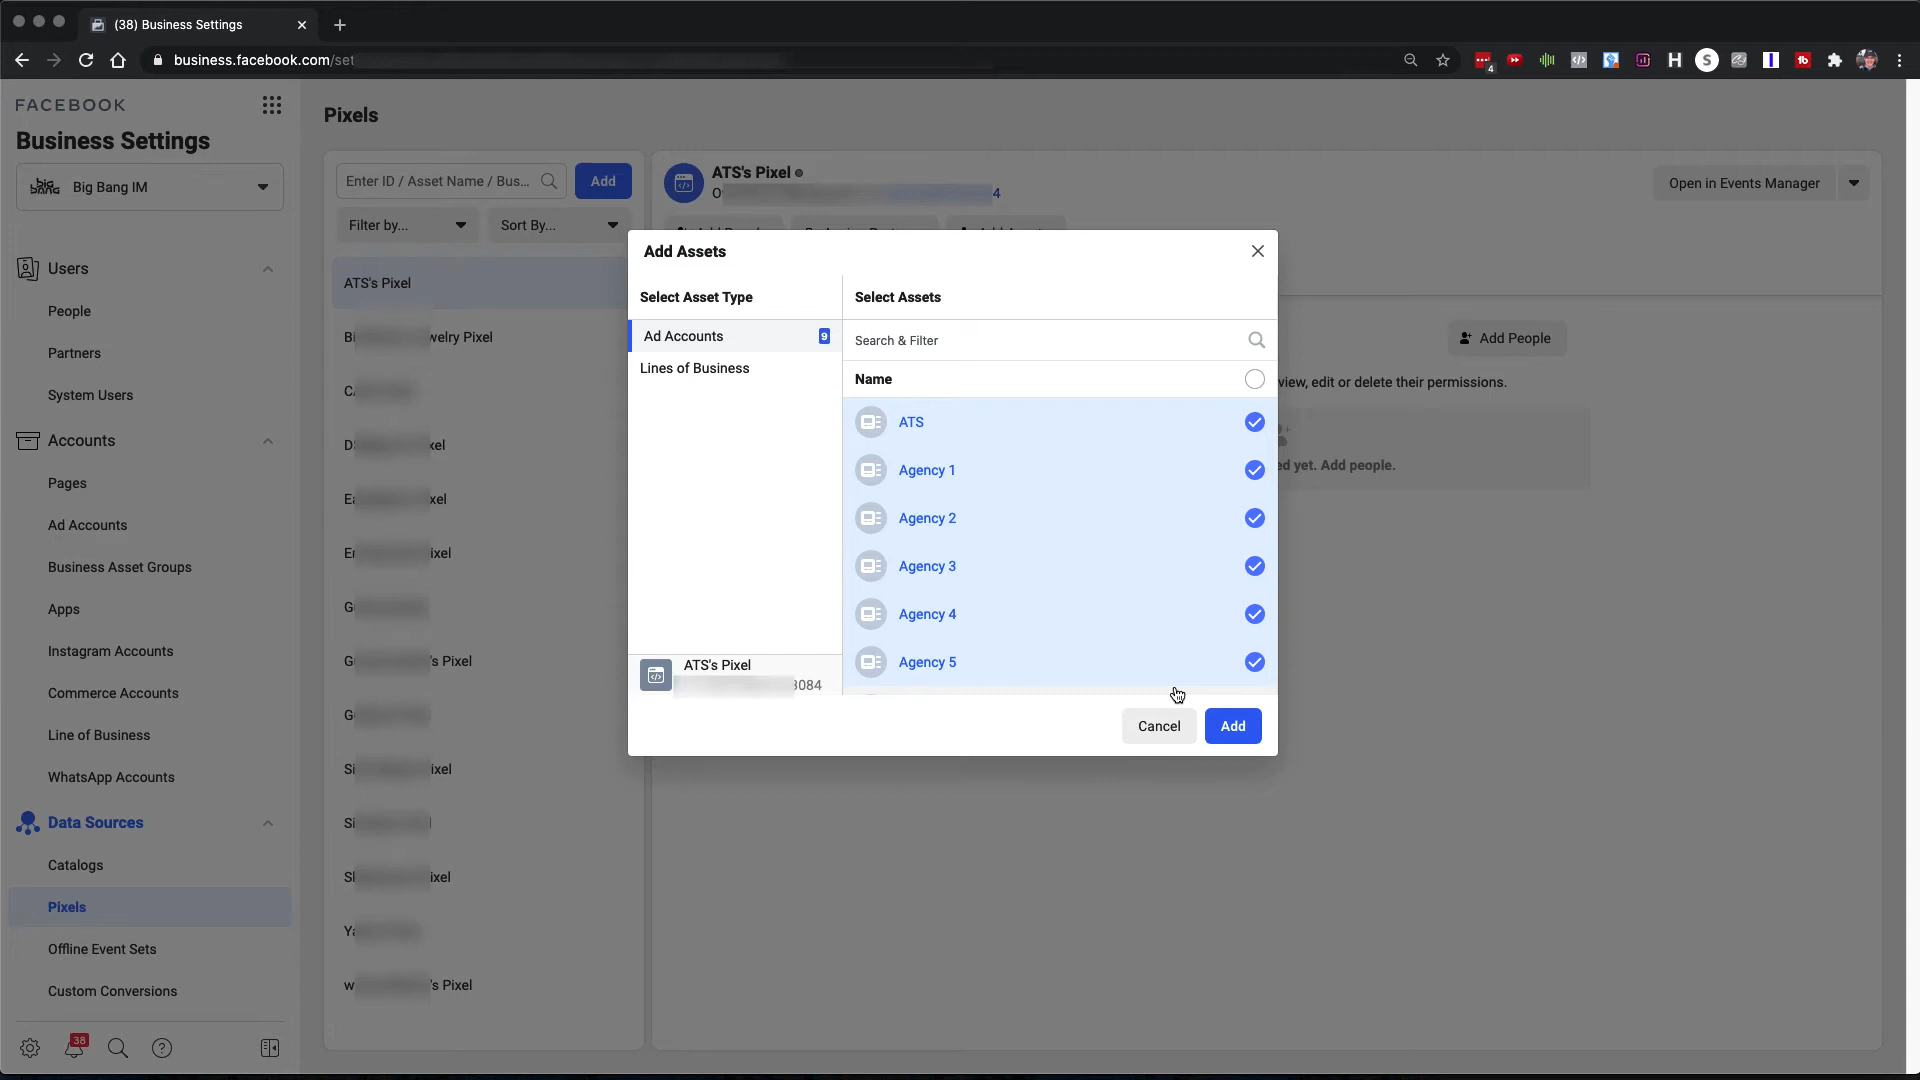 (38) Business Settings
business.facebook.com/set
4
FACEBOOK
Business Settings
big bang
Big Bang IM
Users
People
Partners
System Users
Accounts
Pages
Ad Accounts
Business Asset Groups
Apps
Instagram Accounts
Commerce Accounts
Line of Business
WhatsApp Accounts
Data Sources
Catalogs
Pixels
Offline Event Sets
Custom Conversions
38
Pixels
Enter ID / Asset Name / Bus...
Add
Filter by...
Sort By...
ATS's Pixel
welry Pixel
xel
xel
ixel
's Pixel
ixel
ixel
's Pixel
ATS's Pixel
4
Open in Events Manager
Add People
view, edit or delete their permissions.
ed yet. Add people.
Add Assets
Select Asset Type
Ad Accounts
9
Lines of Business
ATS's Pixel
3084
Select Assets
Search & Filter
Name
ATS
Agency 1
Agency 2
Agency 3
Agency 4
Agency 5
Cancel
Add